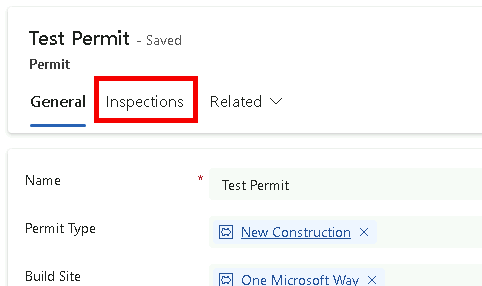 Test Permit - Saved
Permit
General Inspections Related
Name * Test Permit
Permit Type New Construction ×
Build Site One Microsoft Way ×